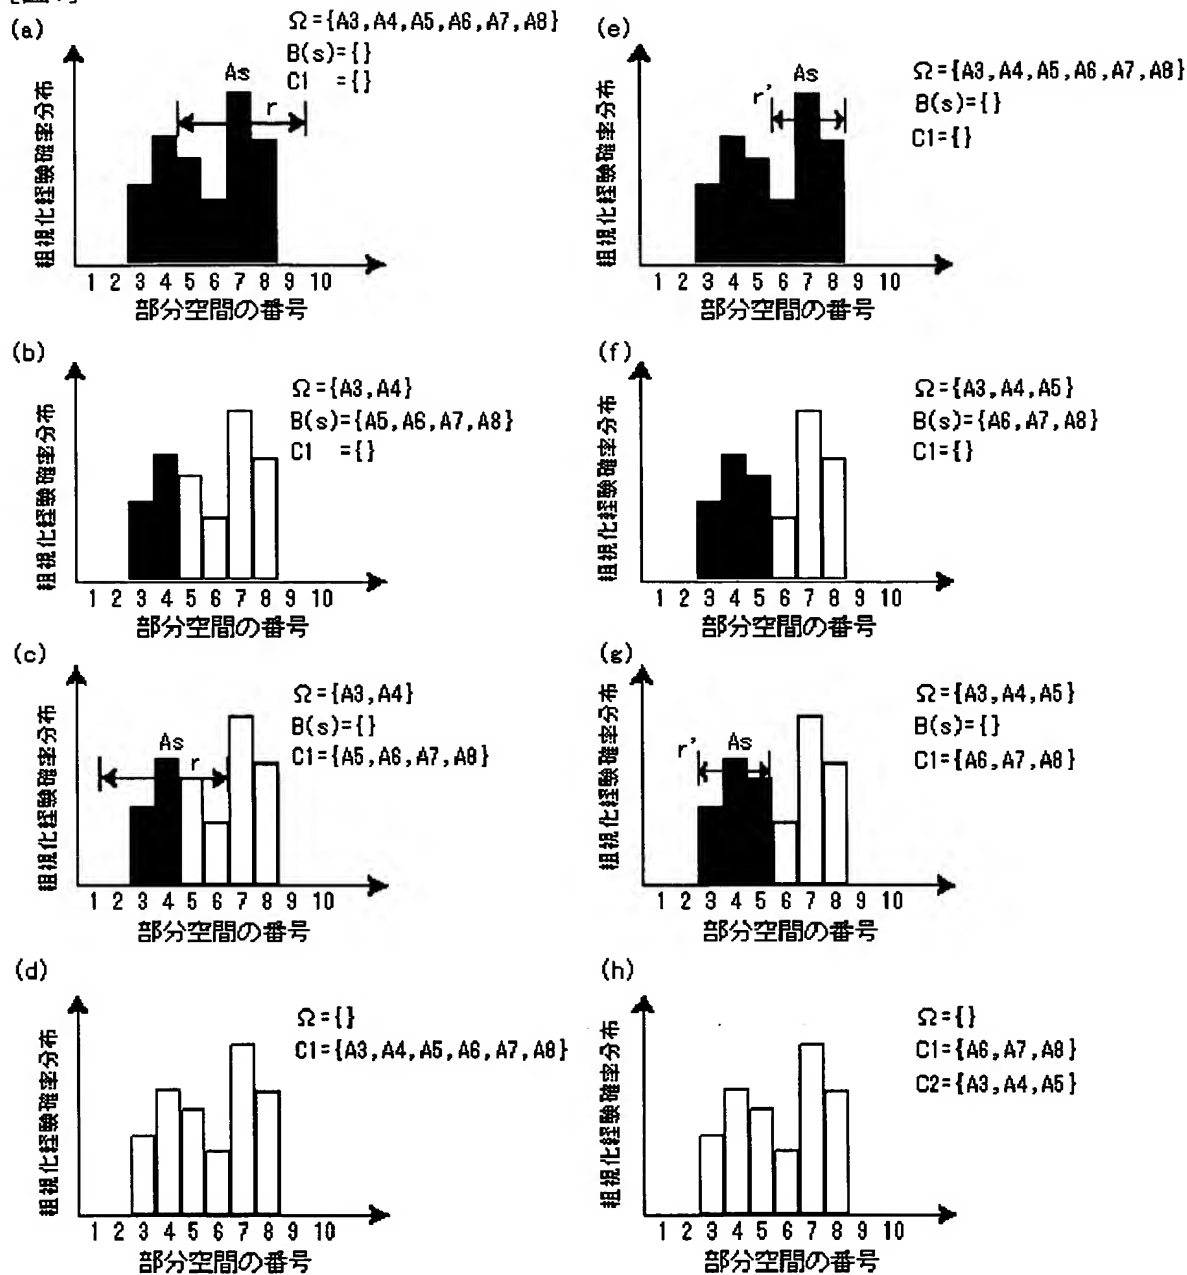 (a)
Ω={A3,A4,A5,A6,A7,A8}
B(s)={}
C1 ={}
As
r
粗視化経験確率分布
1 2 3 4 5 6 7 8 9 10
部分空間の番号
(b)
Ω={A3,A4}
B(s)={A5,A6,A7,A8}
C1 ={}
粗視化経験確率分布
1 2 3 4 5 6 7 8 9 10
部分空間の番号
(c)
Ω={A3,A4}
B(s)={}
C1={A5,A6,A7,A8}
As
r
粗視化経験確率分布
1 2 3 4 5 6 7 8 9 10
部分空間の番号
(d)
Ω={}
C1={A3,A4,A5,A6,A7,A8}
粗視化経験確率分布
1 2 3 4 5 6 7 8 9 10
部分空間の番号
(e)
Ω={A3,A4,A5,A6,A7,A8}
B(s)={}
C1={}
As
r'
粗視化経験確率分布
1 2 3 4 5 6 7 8 9 10
部分空間の番号
(f)
Ω={A3,A4,A5}
B(s)={A6,A7,A8}
C1={}
粗視化経験確率分布
1 2 3 4 5 6 7 8 9 10
部分空間の番号
(g)
Ω={A3,A4,A5}
B(s)={}
C1={A6,A7,A8}
As
r'
粗視化経験確率分布
1 2 3 4 5 6 7 8 9 10
部分空間の番号
(h)
Ω={}
C1={A6,A7,A8}
C2={A3,A4,A5}
粗視化経験確率分布
1 2 3 4 5 6 7 8 9 10
部分空間の番号